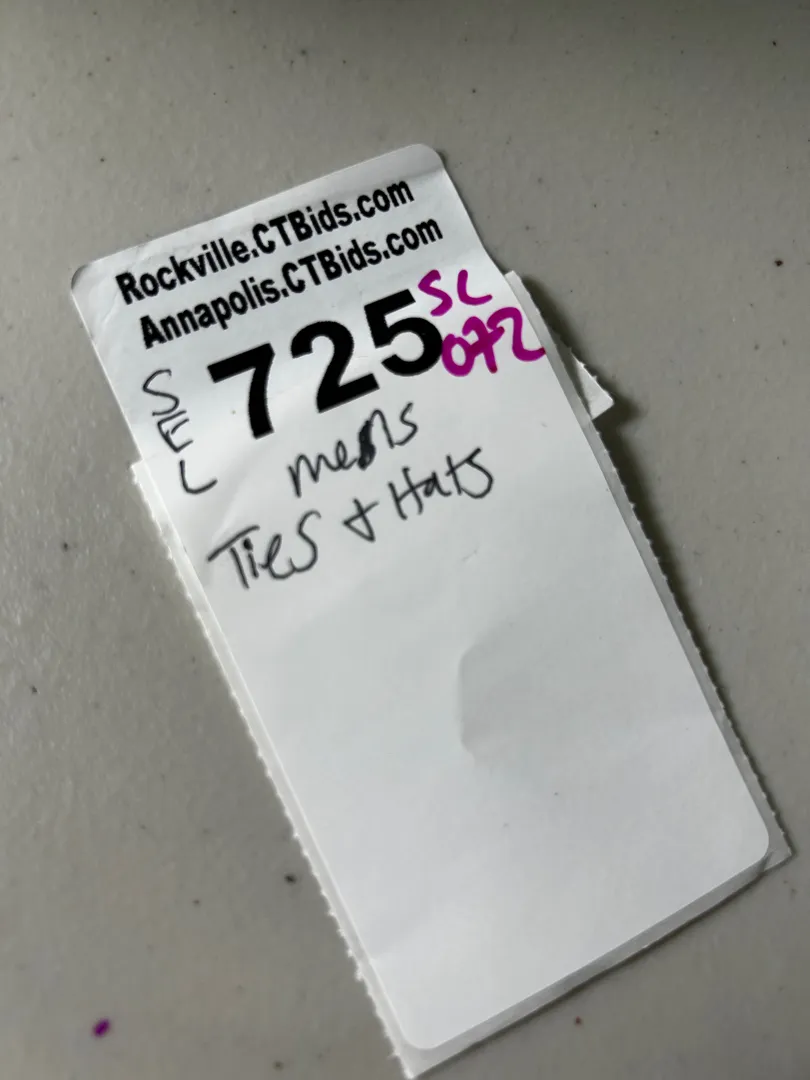 Rockville.CTBids.com
Annapolis.CTBids.com
725
SC
072
SEL
mens
Ties + Hats